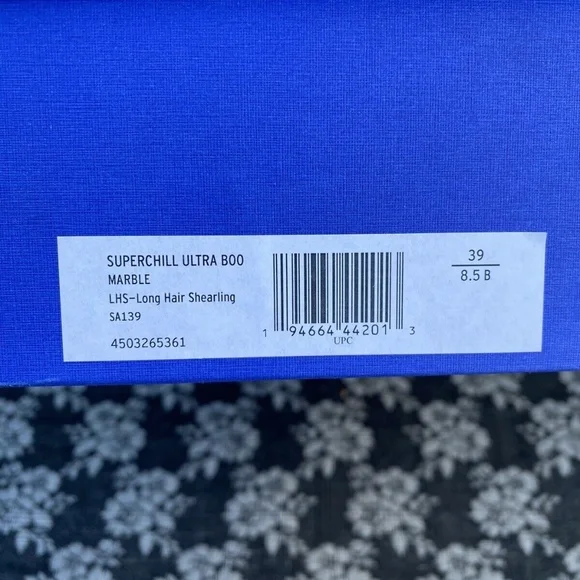 SUPERCHILL ULTRA BOO
MARBLE
LHS-Long Hair Shearling
SA139
4503265361
1 94664 44201 3
UPC
39
8.5 B